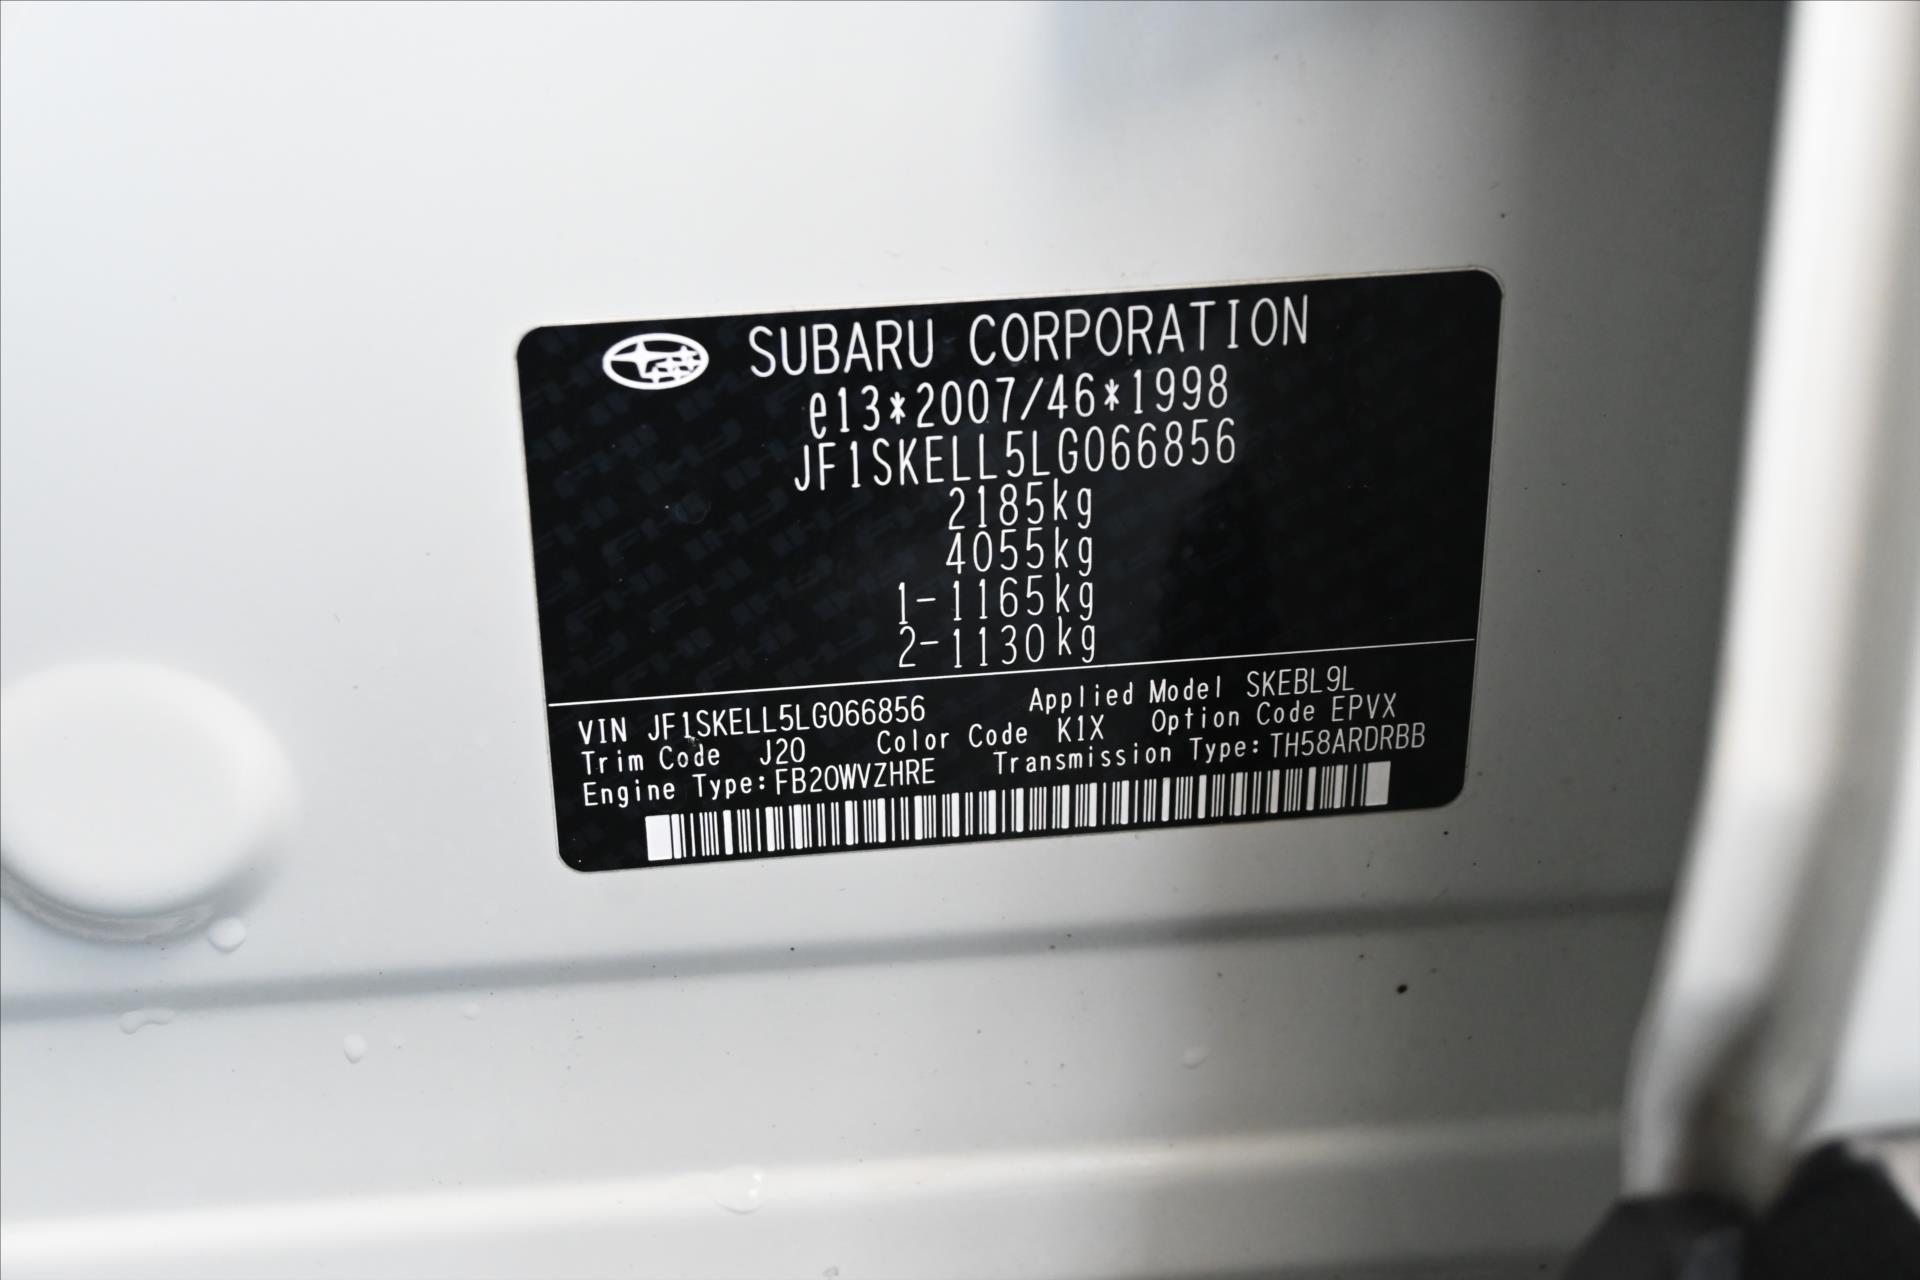 SUBARU CORPORATION
e13*2007/46*1998
JF1SKELL5LG066856
2185kg
4055kg
1-1165kg
2-1130kg
VIN JF1SKELL5LG066856 Applied Model SKEBL9L
Trim Code J20 Color Code K1X Option Code EPVX
Engine Type:FB20WVZHRE Transmission Type:TH58ARDRBB